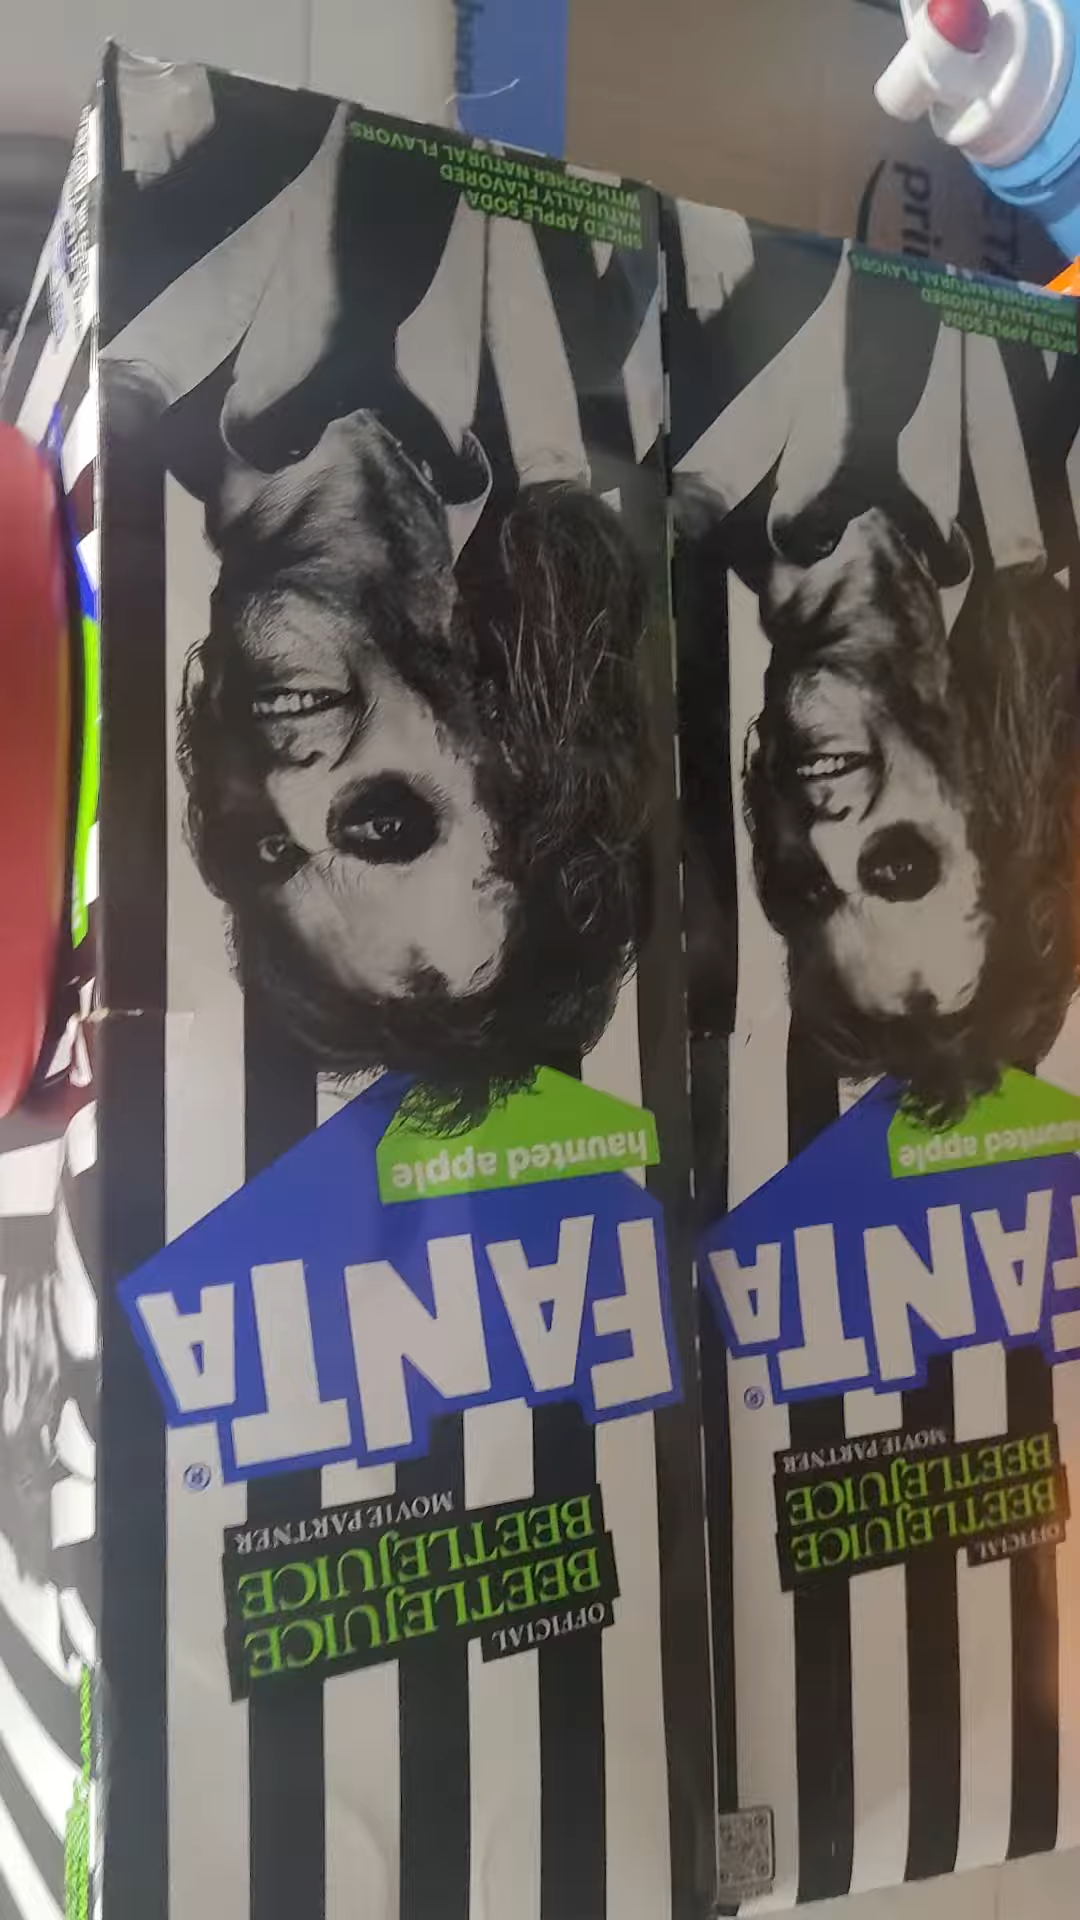 OFFICIAL
BEETLEJUICE
BEETLEJUICE
MOVIE PARTNER
FANTA®
haunted apple
SPICED APPLE SODA
NATURALLY FLAVORED
WITH OTHER NATURAL FLAVORS
OFFICIAL
BEETLEJUICE
BEETLEJUICE
MOVIE PARTNER
FANTA®
haunted apple
SPICED APPLE SODA
NATURALLY FLAVORED
OTHER NATURAL FLAVORS